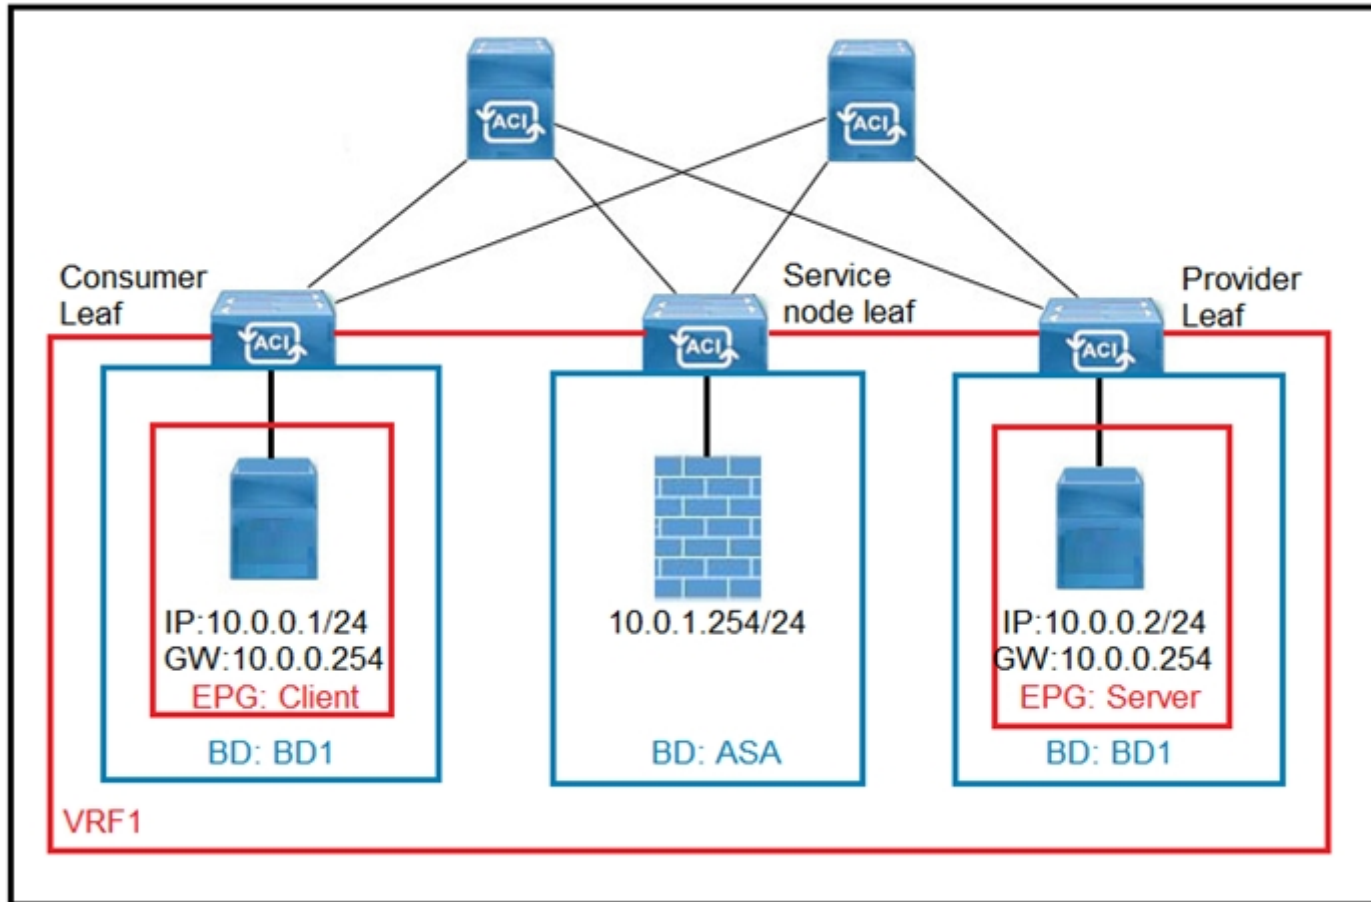 ACI
ACI
Consumer
Leaf
Service
node leaf
Provider
Leaf
ACI
ACI
ACI
IP:10.0.0.1/24
GW:10.0.0.254
EPG: Client
10.0.1.254/24
IP:10.0.0.2/24
GW:10.0.0.254
EPG: Server
BD: BD1
BD: ASA
BD: BD1
VRF1